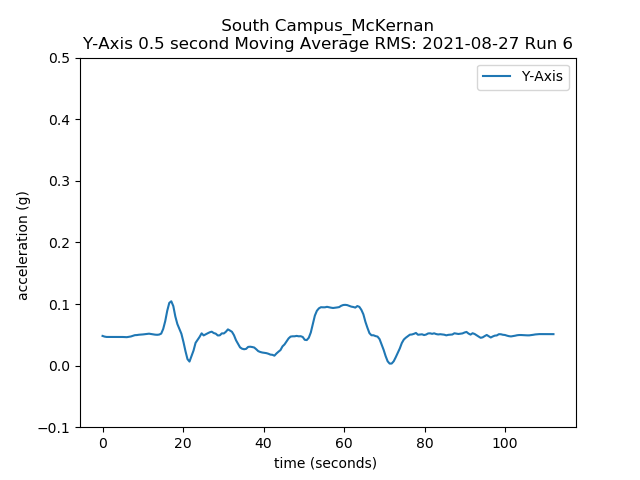 South Campus_McKernan
Y-Axis 0.5 second Moving Average RMS: 2021-08-27 Run 6
Y-Axis
0.5
0.4
0.3
0.2
0.1
0.0
−0.1
acceleration (g)
0 20 40 60 80 100
time (seconds)